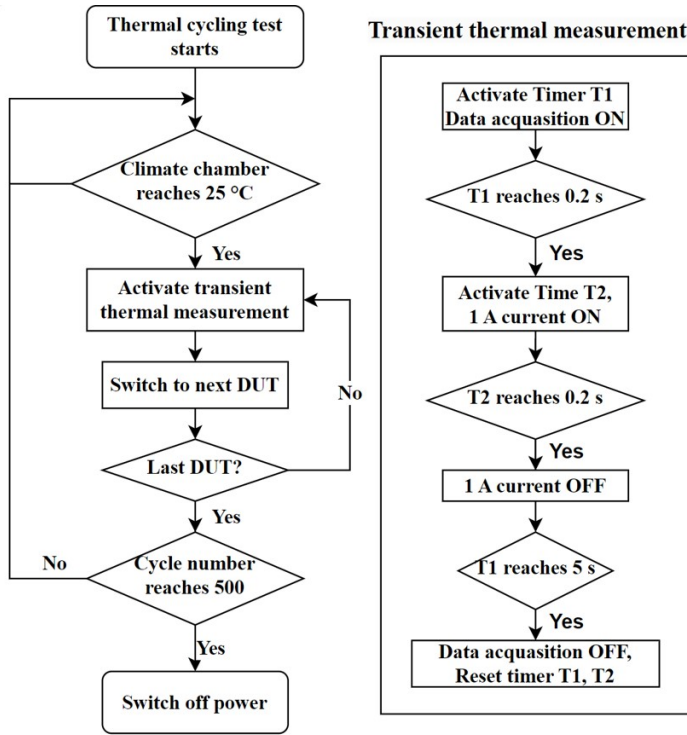 Thermal cycling test
starts
Climate chamber
reaches 25 °C
Yes
Activate transient
thermal measurement
Switch to next DUT
No
Last DUT?
Yes
No
Cycle number
reaches 500
Yes
Switch off power
Transient thermal measurement
Activate Timer T1
Data acquasition ON
T1 reaches 0.2 s
Yes
Activate Time T2,
1 A current ON
T2 reaches 0.2 s
Yes
1 A current OFF
T1 reaches 5 s
Yes
Data acquasition OFF,
Reset timer T1, T2